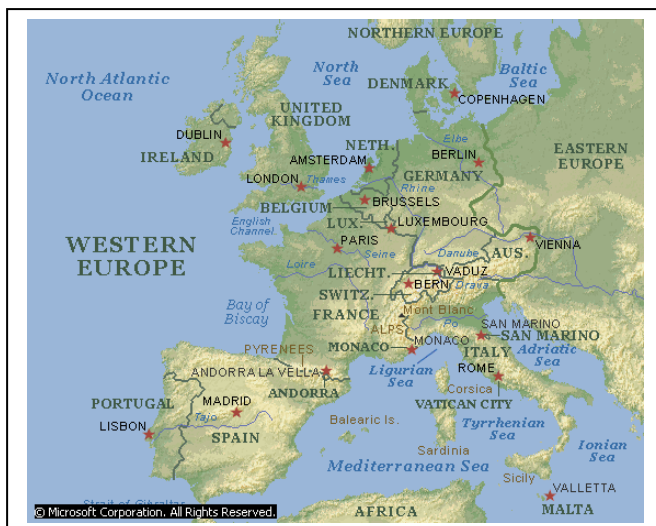 NORTHERN EUROPE
North Atlantic
Ocean
North
Sea
DENMARK
Baltic
Sea
COPENHAGEN
UNITED
KINGDOM
DUBLIN
IRELAND
NETH.
AMSTERDAM
Elbe
BERLIN
EASTERN
EUROPE
GERMANY
LONDON
Thames
Rhine
BRUSSELS
BELGIUM
English
Channel
LUX.
LUXEMBOURG
WESTERN
EUROPE
PARIS
Seine
Danube
AUS.
VIENNA
Loire
LIECHT.
VADUZ
BERN
Drava
SWITZ.
Bay of
Biscay
FRANCE
Mont Blanc
ALPS
Po
SAN MARINO
SAN MARINO
MONACO
MONACO
ITALY
Adriatic
Sea
PYRENEES
ANDORRA LA VELLA
ANDORRA
Ligurian
Sea
ROME
Corsica
VATICAN CITY
PORTUGAL
MADRID
LISBON
Tajo
SPAIN
Balearic Is.
Tyrrhenian
Sea
Ionian
Sea
Sardinia
Mediterranean Sea
Sicily
VALLETTA
MALTA
Strait of Gibraltar
AFRICA
© Microsoft Corporation. All Rights Reserved.